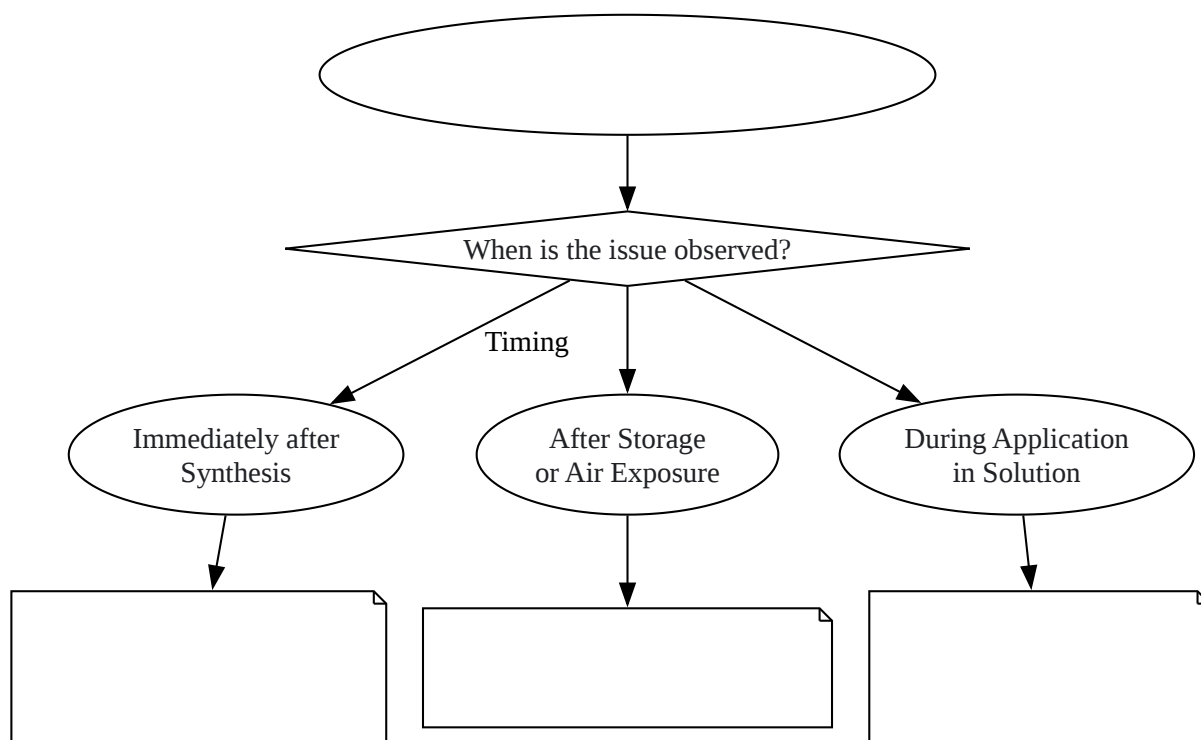 When is the issue observed?
Timing
Immediately after
Synthesis
After Storage
or Air Exposure
During Application
in Solution